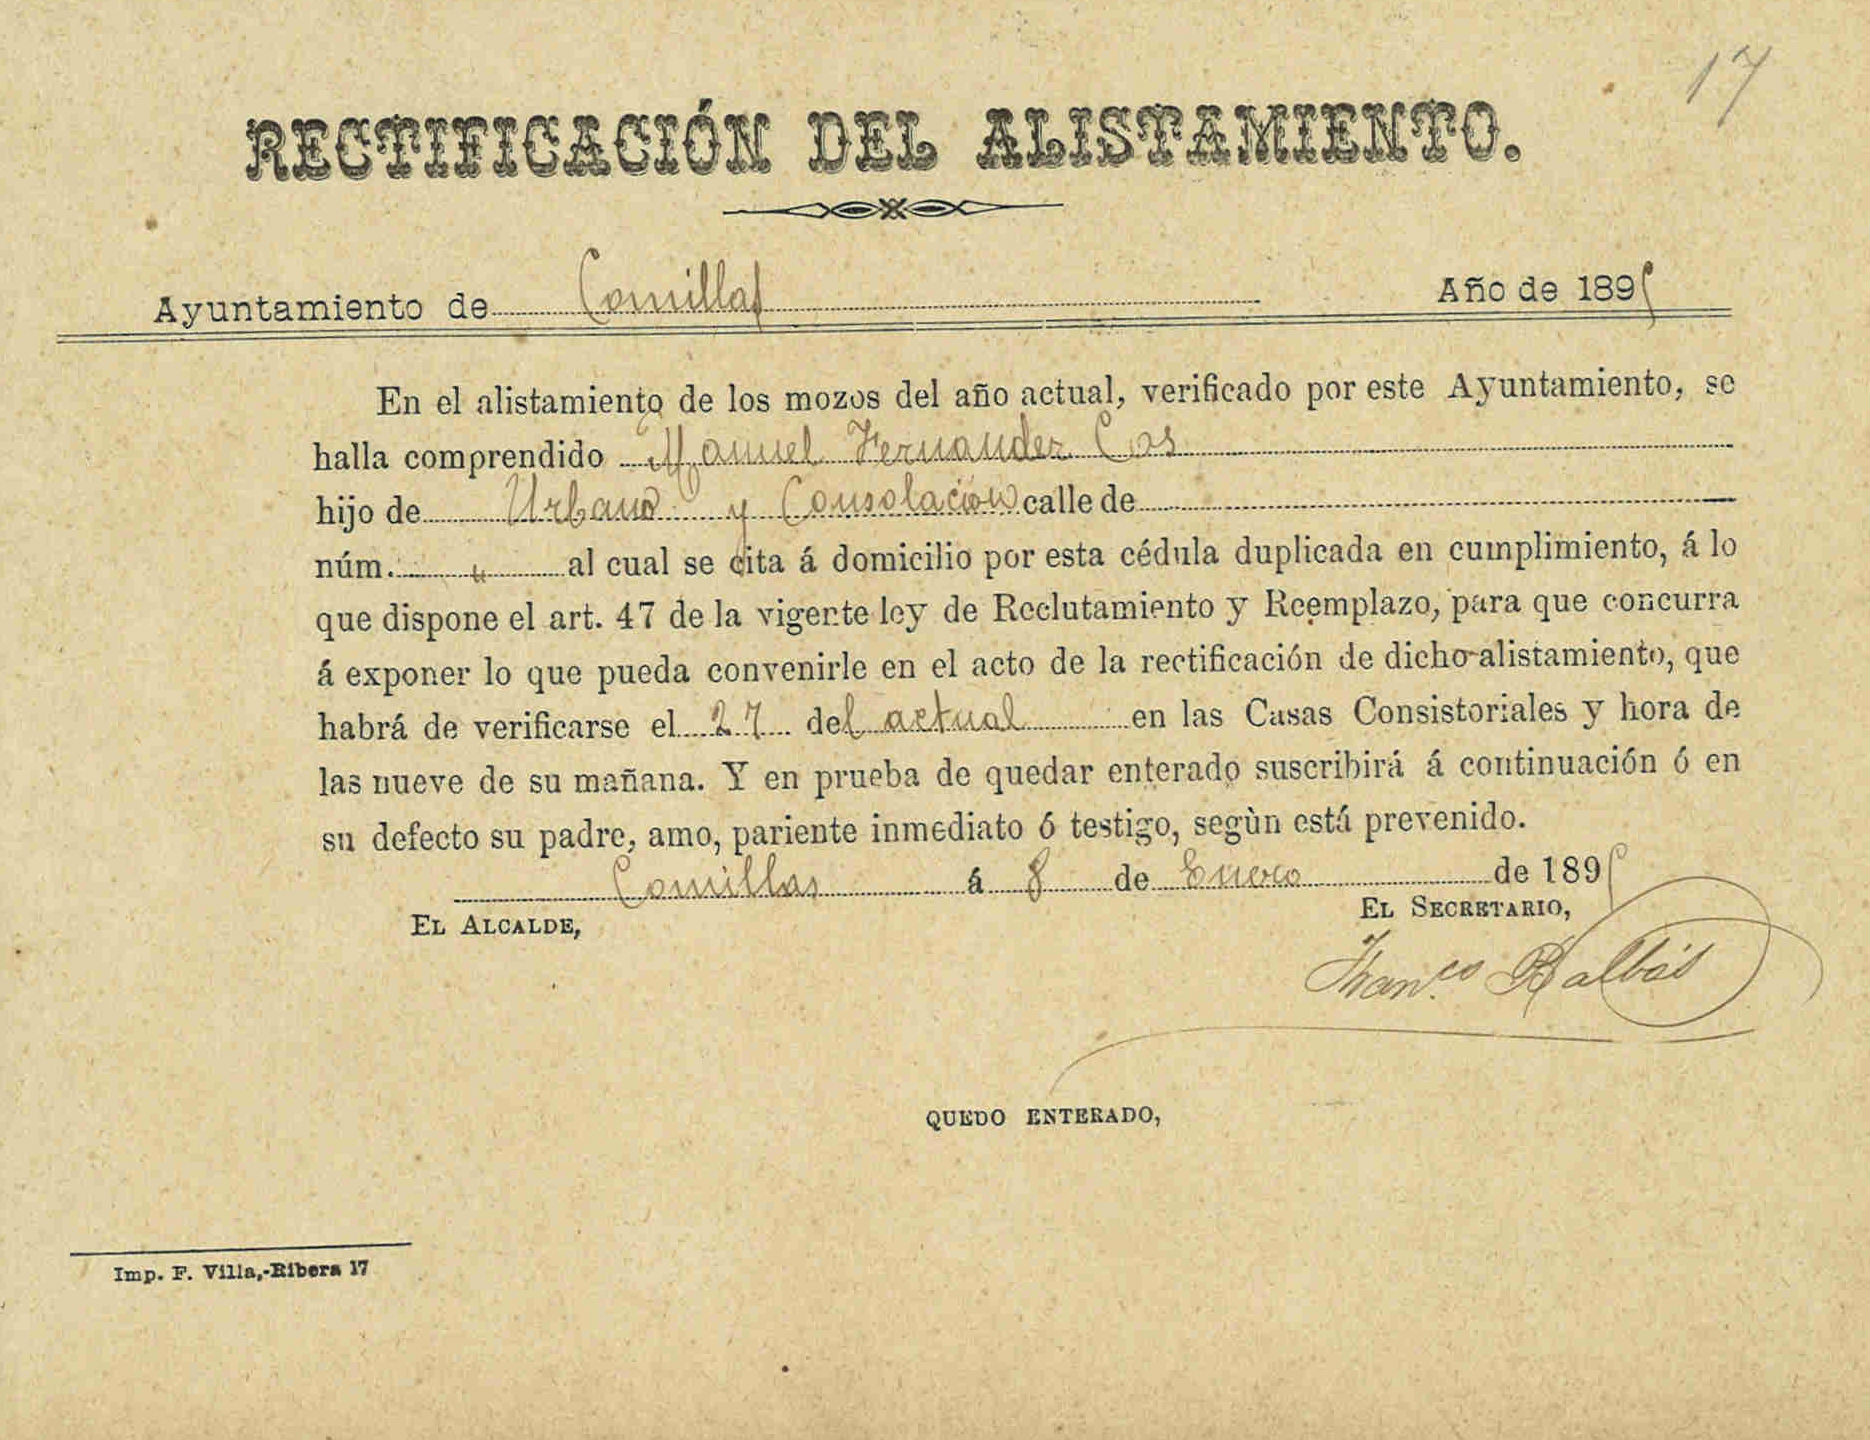 17
RECTIFICACIÓN DEL ALISTAMIENTO.
Ayuntamiento de Comillas Año de 1895
En el alistamiento de los mozos del año actual, verificado por este Ayuntamiento, se
halla comprendido Manuel Fernandez Cos
hijo de Urbano y Consolacion calle de
núm. " al cual se cita á domicilio por esta cédula duplicada en cumplimiento, á lo
que dispone el art. 47 de la vigente ley de Reclutamiento y Reemplazo, para que concurra
á exponer lo que pueda convenirle en el acto de la rectificación de dicho alistamiento, que
habrá de verificarse el 27 del actual en las Casas Consistoriales y hora de
las nueve de su mañana. Y en prueba de quedar enterado suscribirá á continuación ó en
su defecto su padre, amo, pariente inmediato ó testigo, segùn está prevenido.
Comillas á 8 de Enero de 1895
EL ALCALDE, EL SECRETARIO,
Franco Balbás
QUEDO ENTERADO,
Imp. F. Villa,-Ribera 17